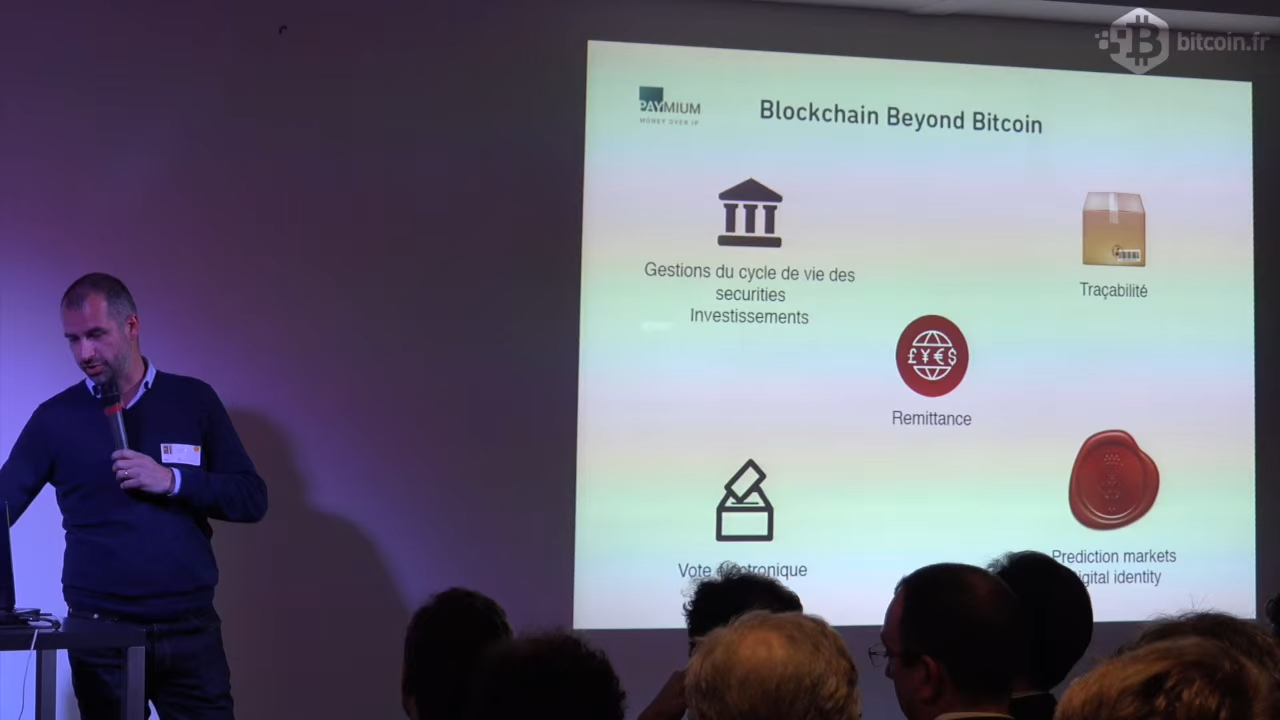 bitcoin.fr
PAYMIUM
MONEY OVER IP
Blockchain Beyond Bitcoin
Gestions du cycle de vie des
securities
Investissements
Traçabilité
£¥€$
Remittance
Vote
Prediction markets
identity